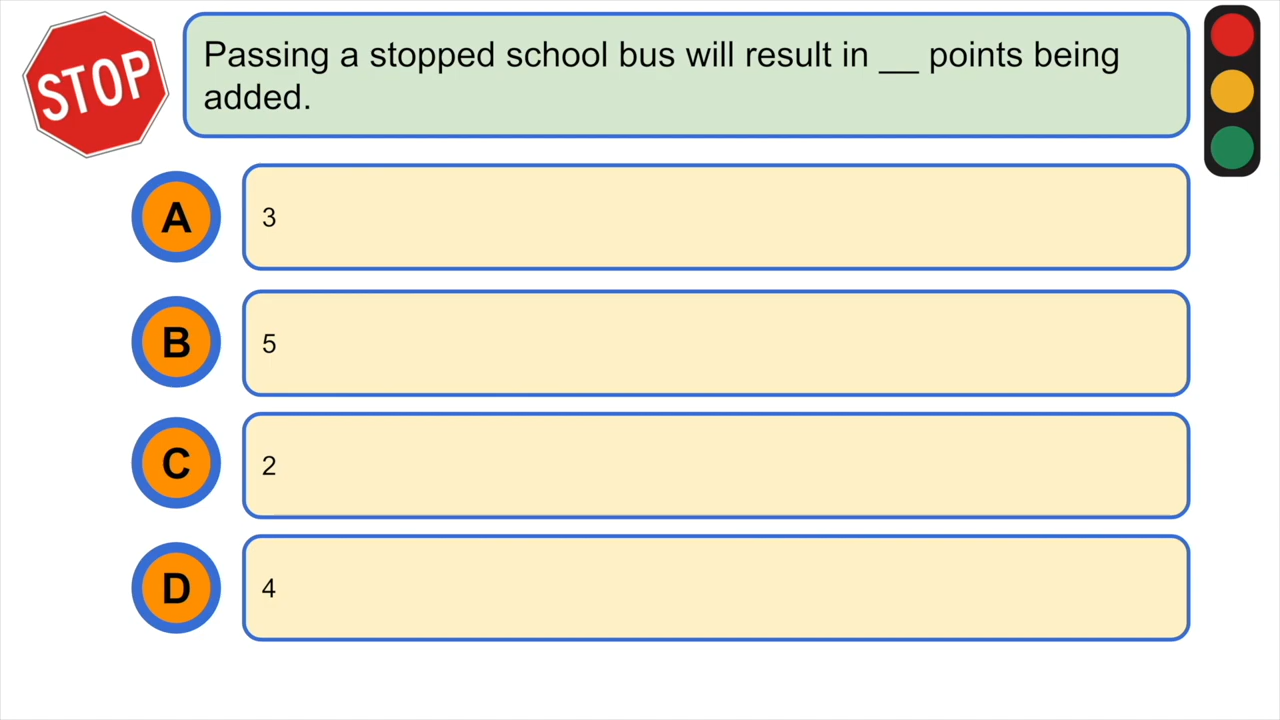 STOP
Passing a stopped school bus will result in __ points being
added.
A
3
B
5
C
2
D
4